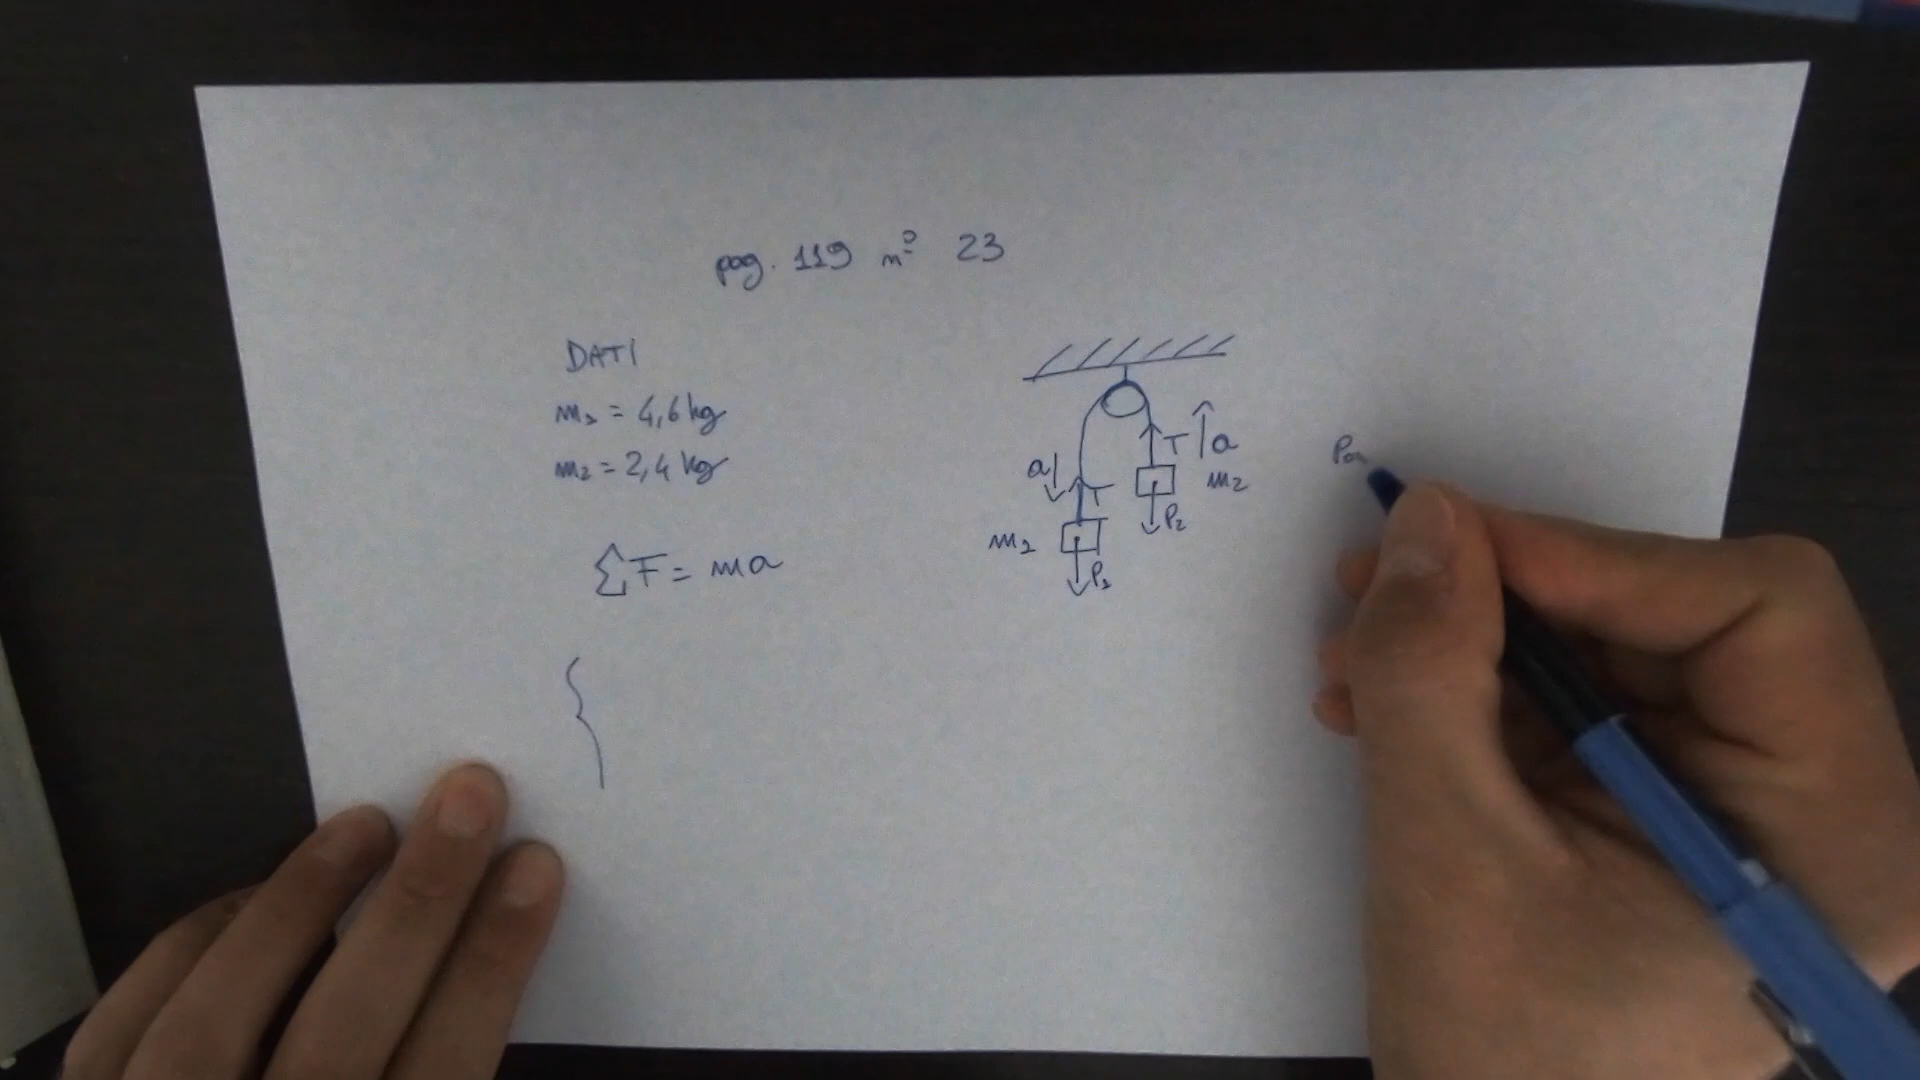 pag. 119 n° 23
DATI
m₁ = 4,6 kg
m₂ = 2,4 kg
ΣF = ma
a
T
T
a
m₂
P₂
m₁
P₁